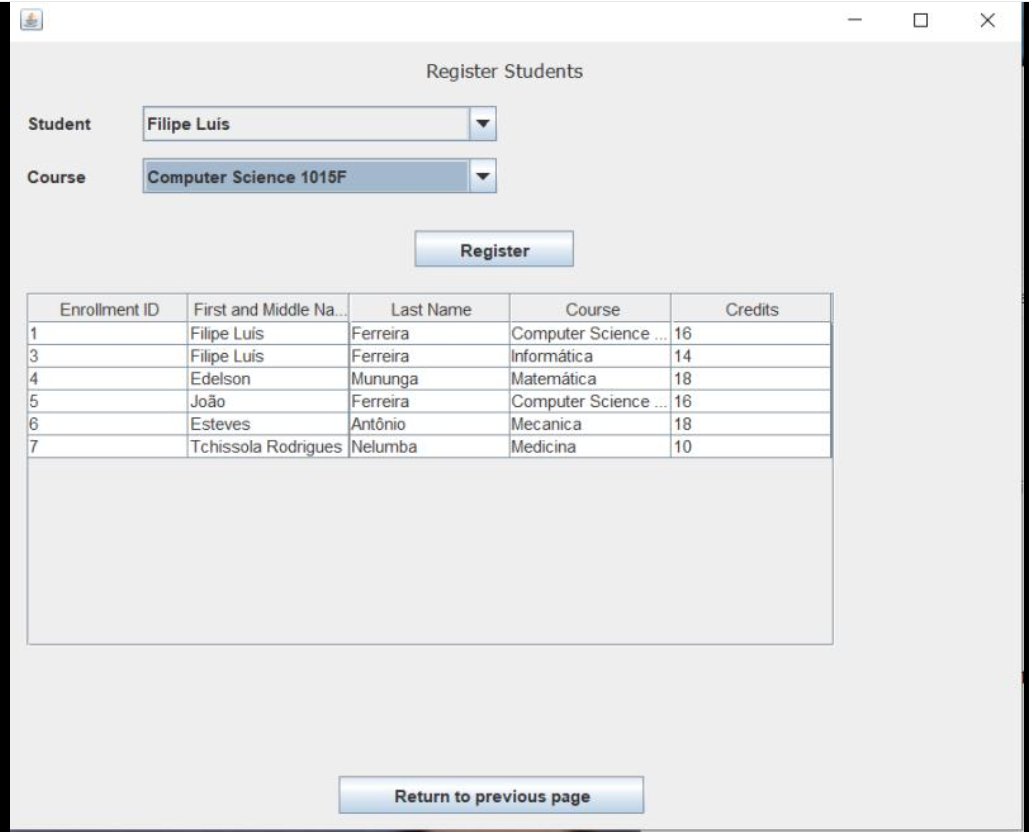 Register Students
Student Filipe Luís
Course Computer Science 1015F
Register
Enrollment ID First and Middle Na... Last Name Course Credits
1 Filipe Luís Ferreira Computer Science ... 16
3 Filipe Luís Ferreira Informática 14
4 Edelson Mununga Matemática 18
5 João Ferreira Computer Science ... 16
6 Esteves Antônio Mecanica 18
7 Tchissola Rodrigues Nelumba Medicina 10
Return to previous page